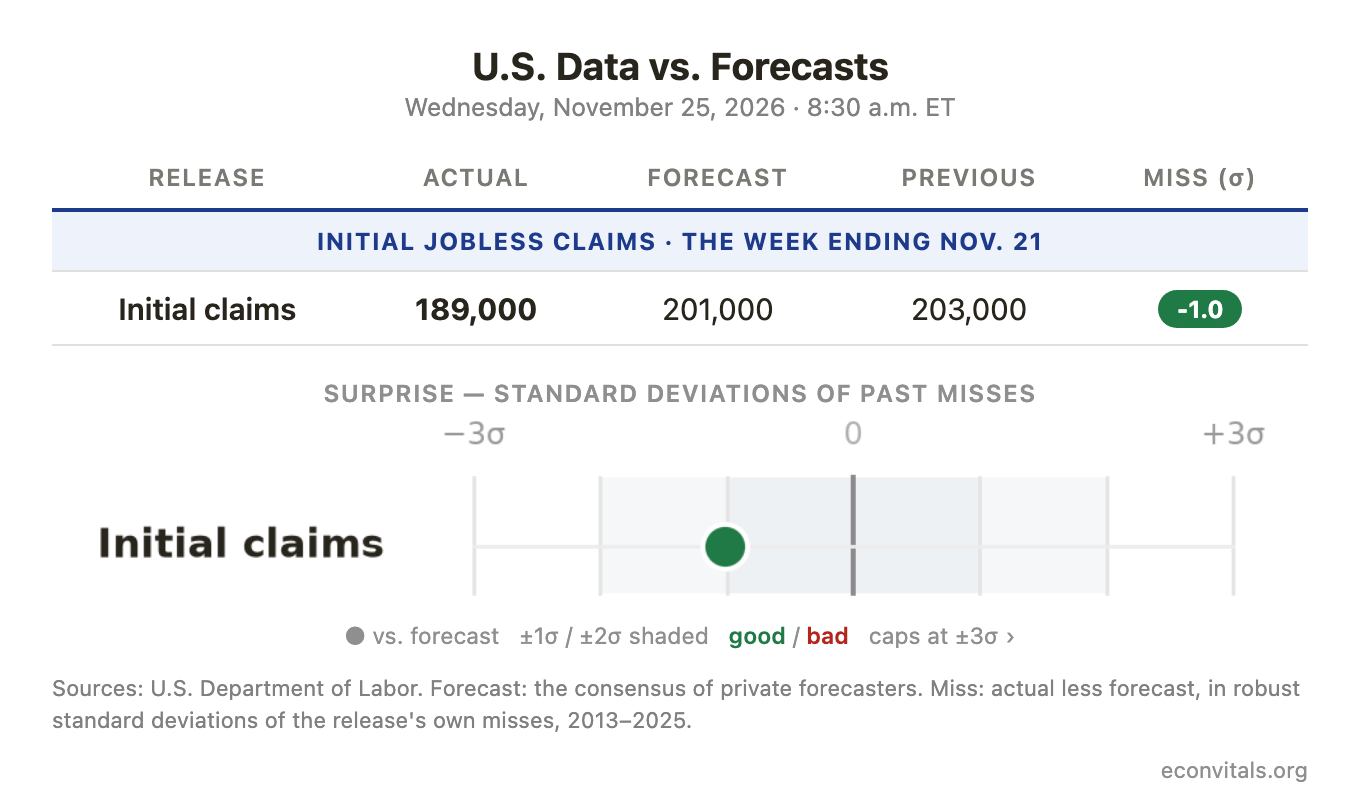 U.S. Data vs. Forecasts
Wednesday, November 25, 2026 · 8:30 a.m. ET
RELEASE ACTUAL FORECAST PREVIOUS MISS (σ)
INITIAL JOBLESS CLAIMS · THE WEEK ENDING NOV. 21
Initial claims 189,000 201,000 203,000 -1.0
SURPRISE — STANDARD DEVIATIONS OF PAST MISSES
−3σ 0 +3σ
Initial claims
vs. forecast ±1σ / ±2σ shaded good / bad caps at ±3σ ›
Sources: U.S. Department of Labor. Forecast: the consensus of private forecasters. Miss: actual less forecast, in robust
standard deviations of the release's own misses, 2013–2025.
econvitals.org